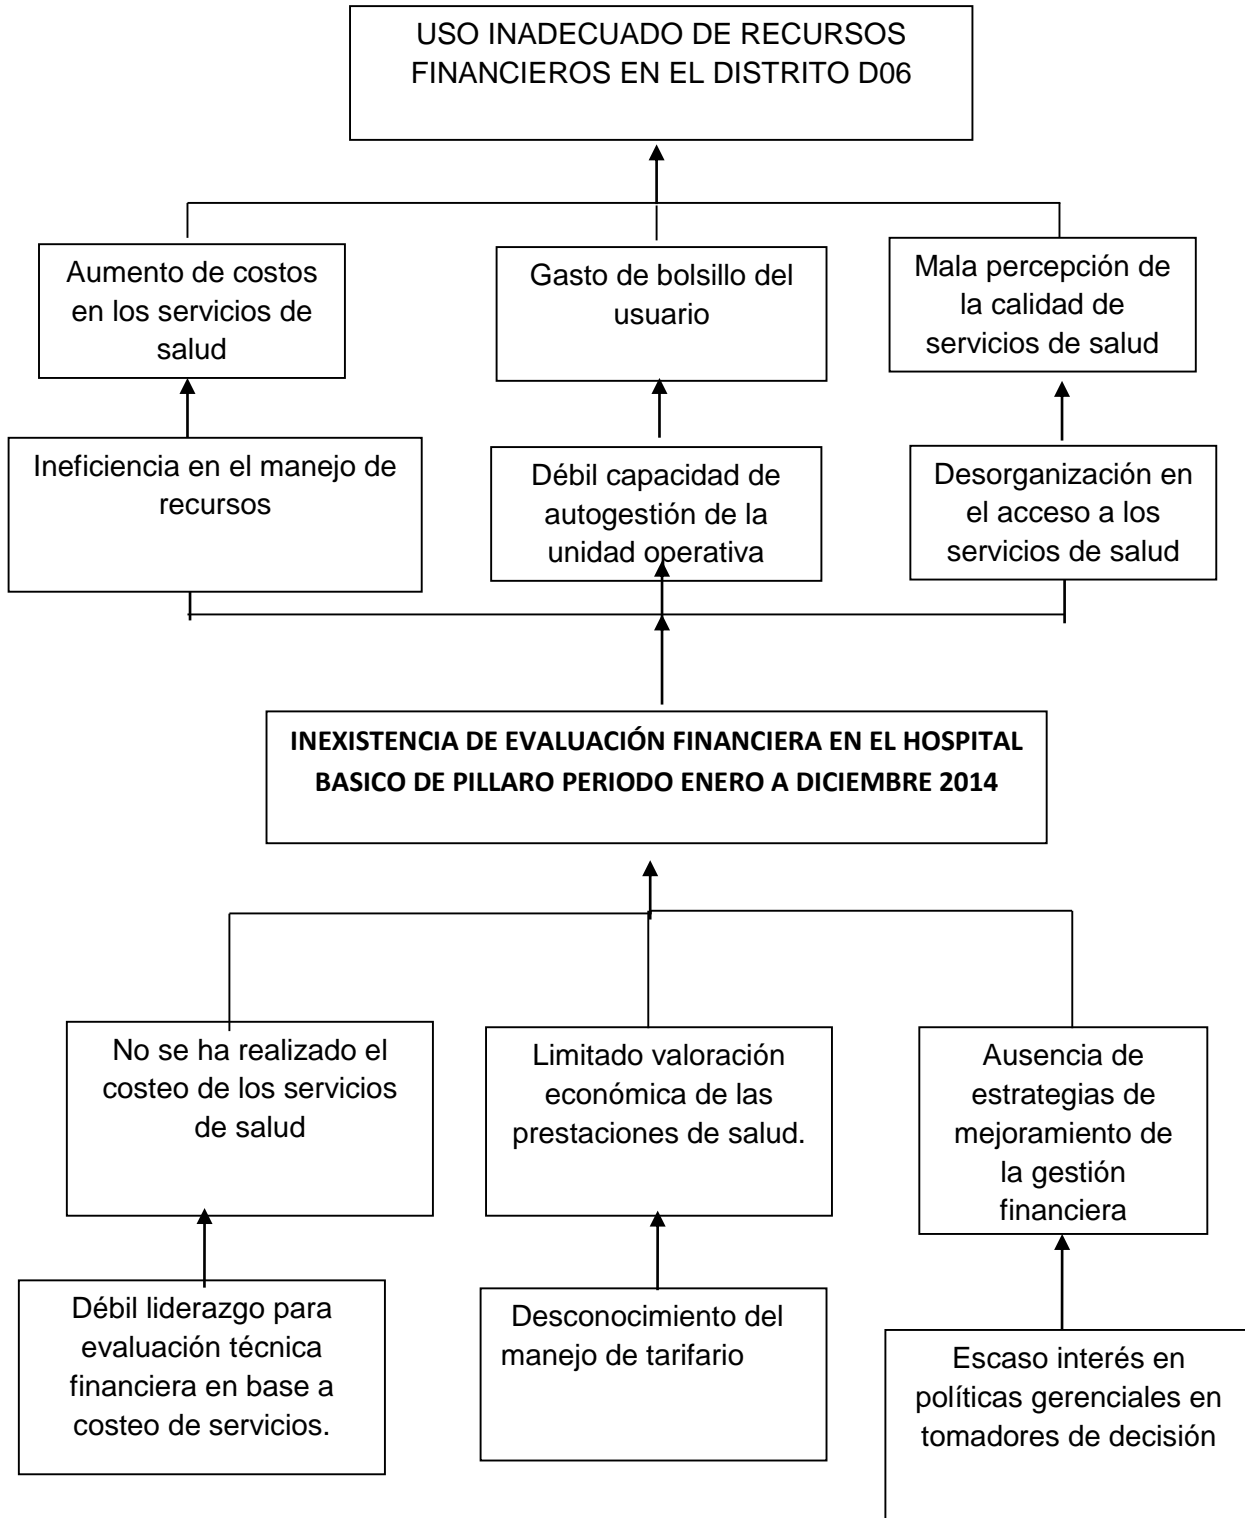 USO INADECUADO DE RECURSOS
FINANCIEROS EN EL DISTRITO D06
Aumento de costos
en los servicios de
salud
Gasto de bolsillo del
usuario
Mala percepción de
la calidad de
servicios de salud
Ineficiencia en el manejo de
recursos
Débil capacidad de
autogestión de la
unidad operativa
Desorganización en
el acceso a los
servicios de salud
INEXISTENCIA DE EVALUACIÓN FINANCIERA EN EL HOSPITAL
BASICO DE PILLARO PERIODO ENERO A DICIEMBRE 2014
No se ha realizado el
costeo de los servicios
de salud
Limitado valoración
económica de las
prestaciones de salud.
Ausencia de
estrategias de
mejoramiento de
la gestión
financiera
Débil liderazgo para
evaluación técnica
financiera en base a
costeo de servicios.
Desconocimiento del
manejo de tarifario
Escaso interés en
políticas gerenciales en
tomadores de decisión